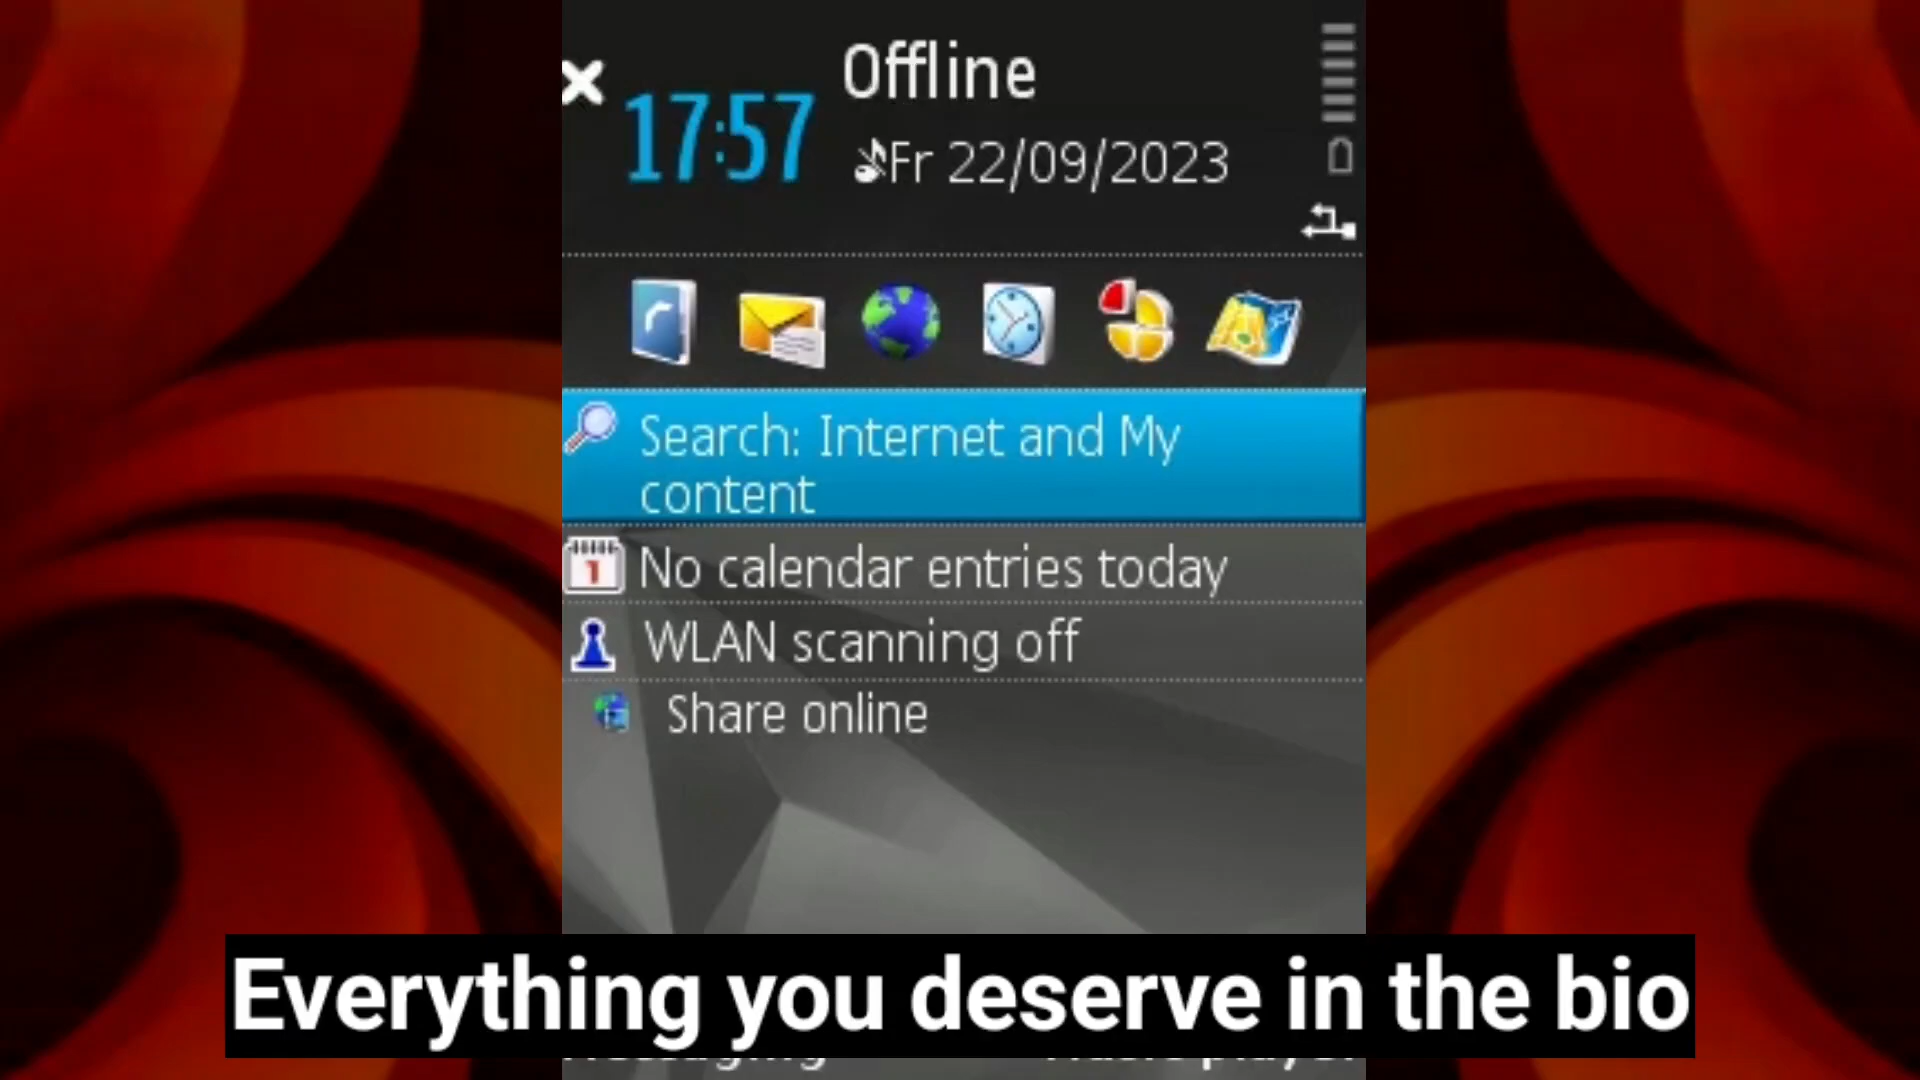 Offline
17:57
Fr 22/09/2023
Search: Internet and My
content
1
No calendar entries today
WLAN scanning off
Share online
Everything you deserve in the bio